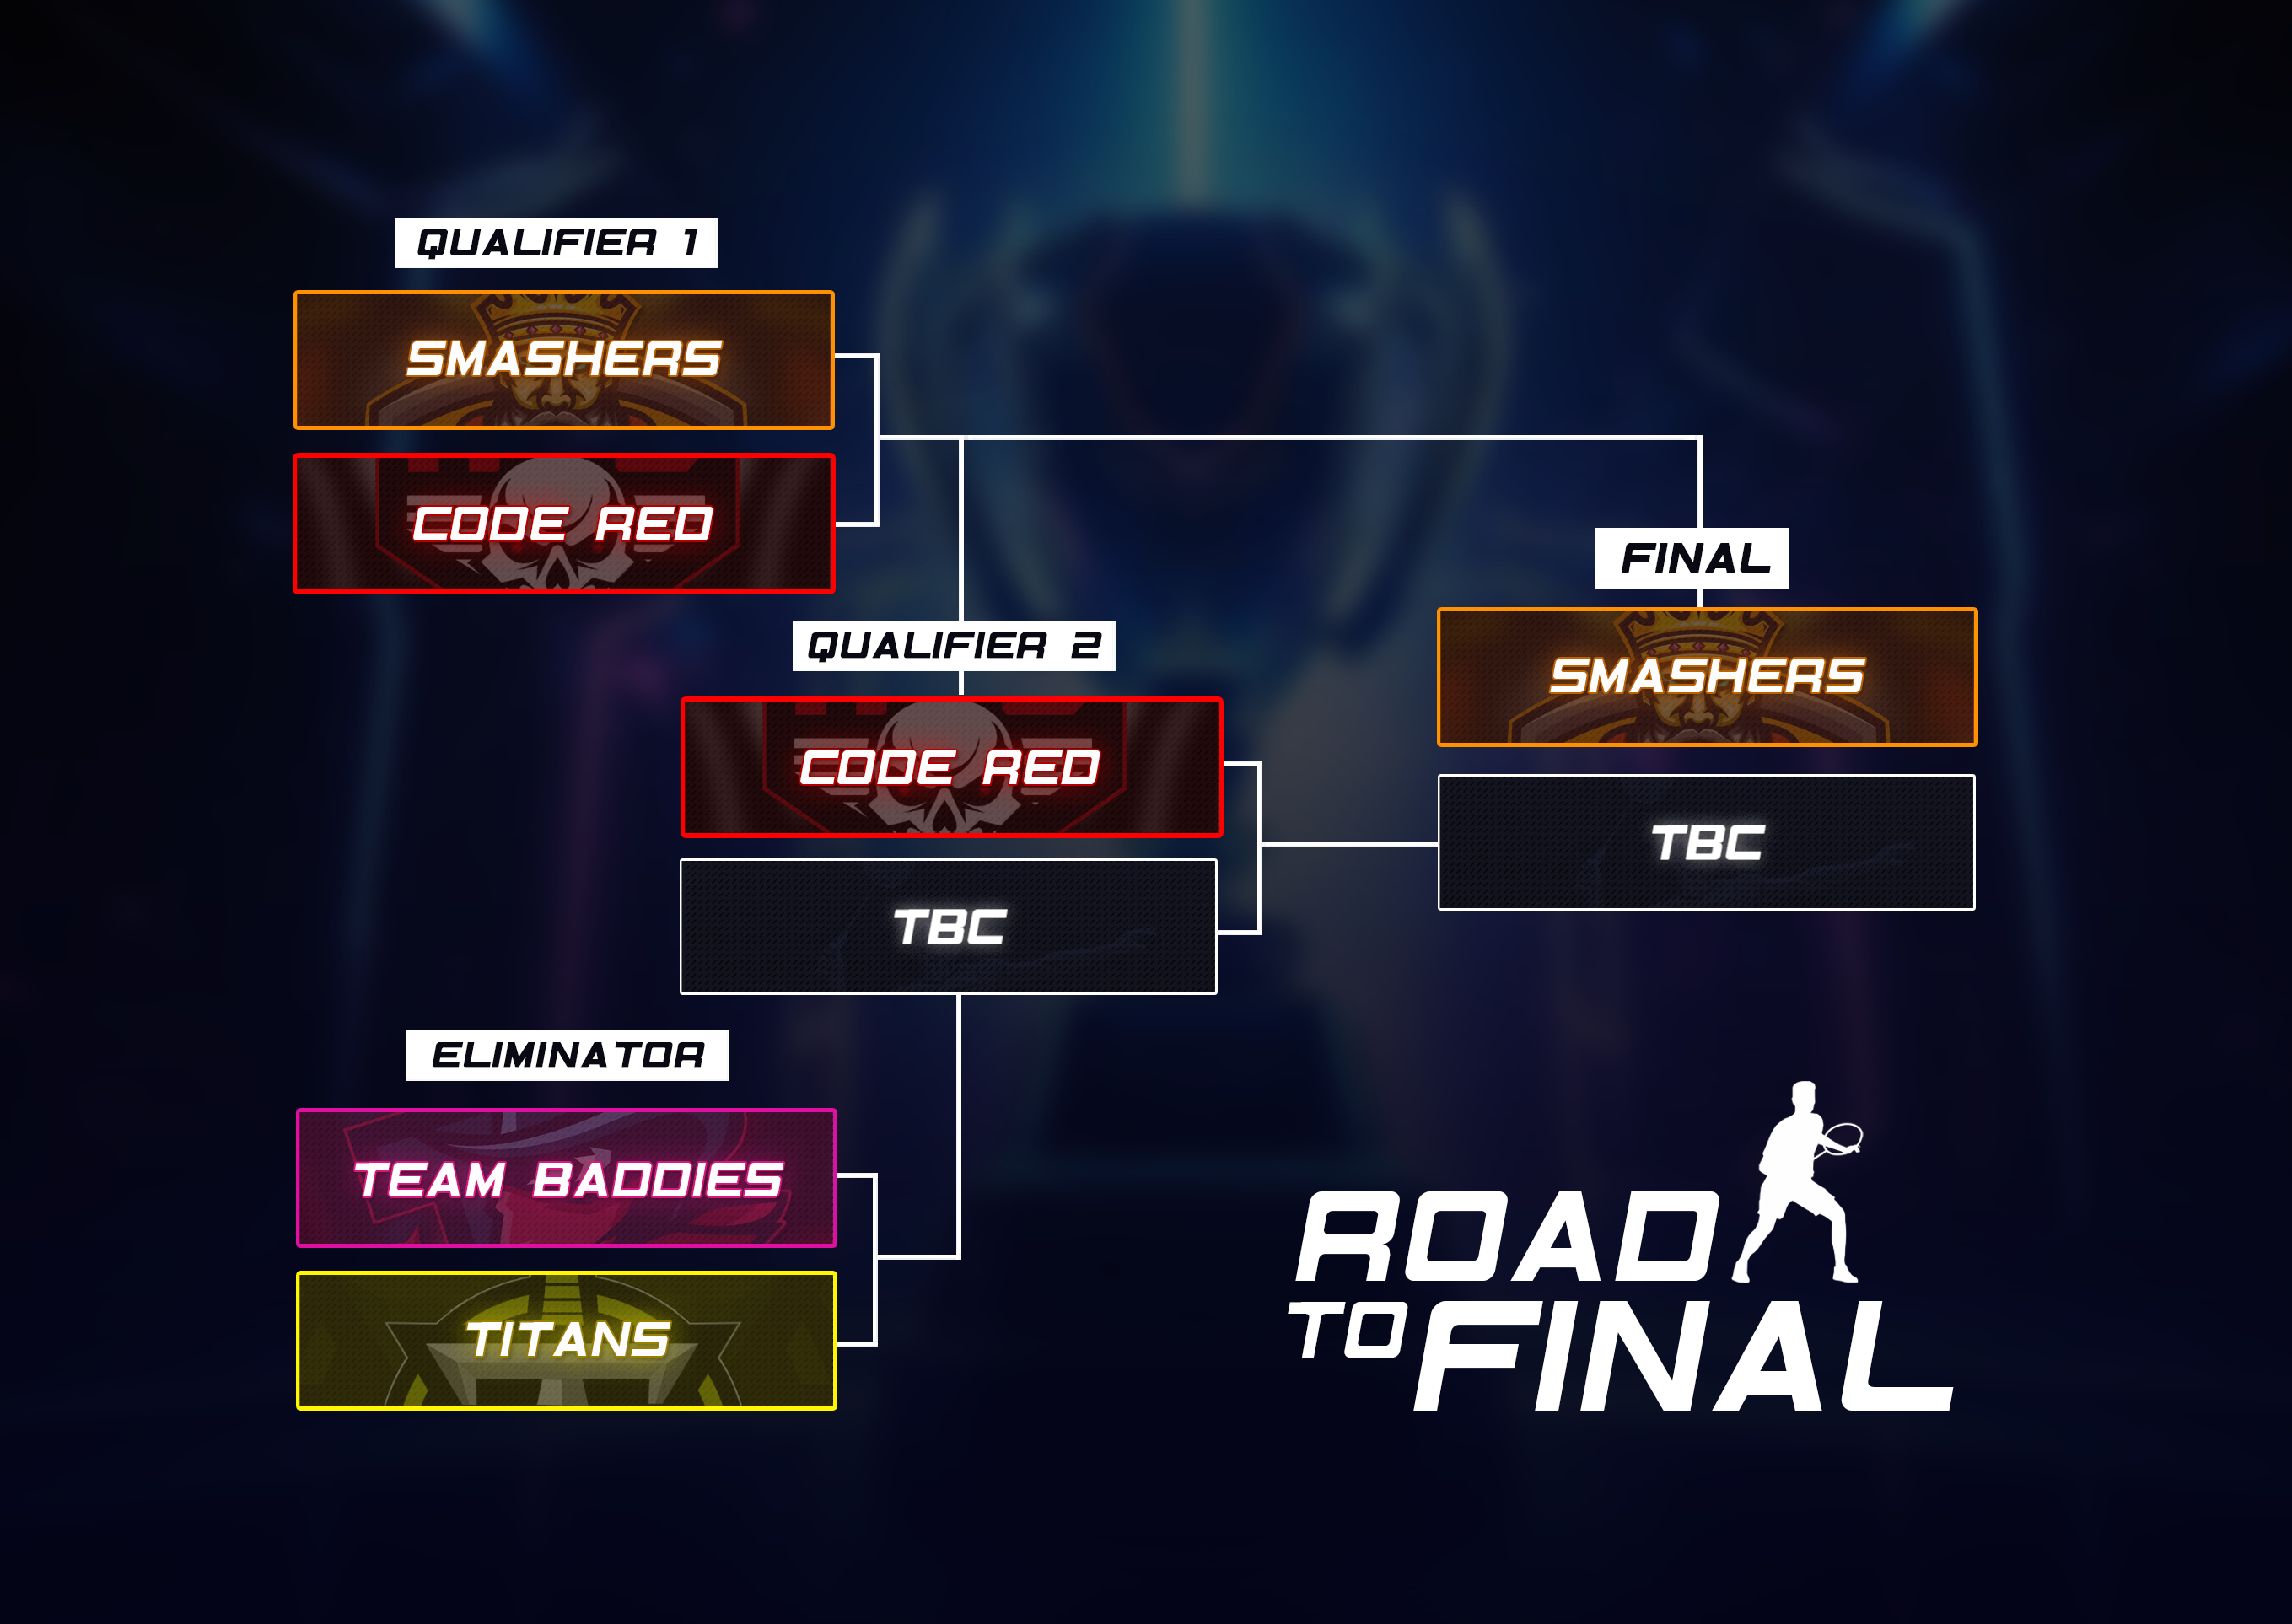 QUALIFIER 1
SMASHERS
CODE RED
QUALIFIER 2
CODE RED
TBC
FINAL
SMASHERS
TBC
ELIMINATOR
TEAM BADDIES
TITANS
ROAD
TO FINAL